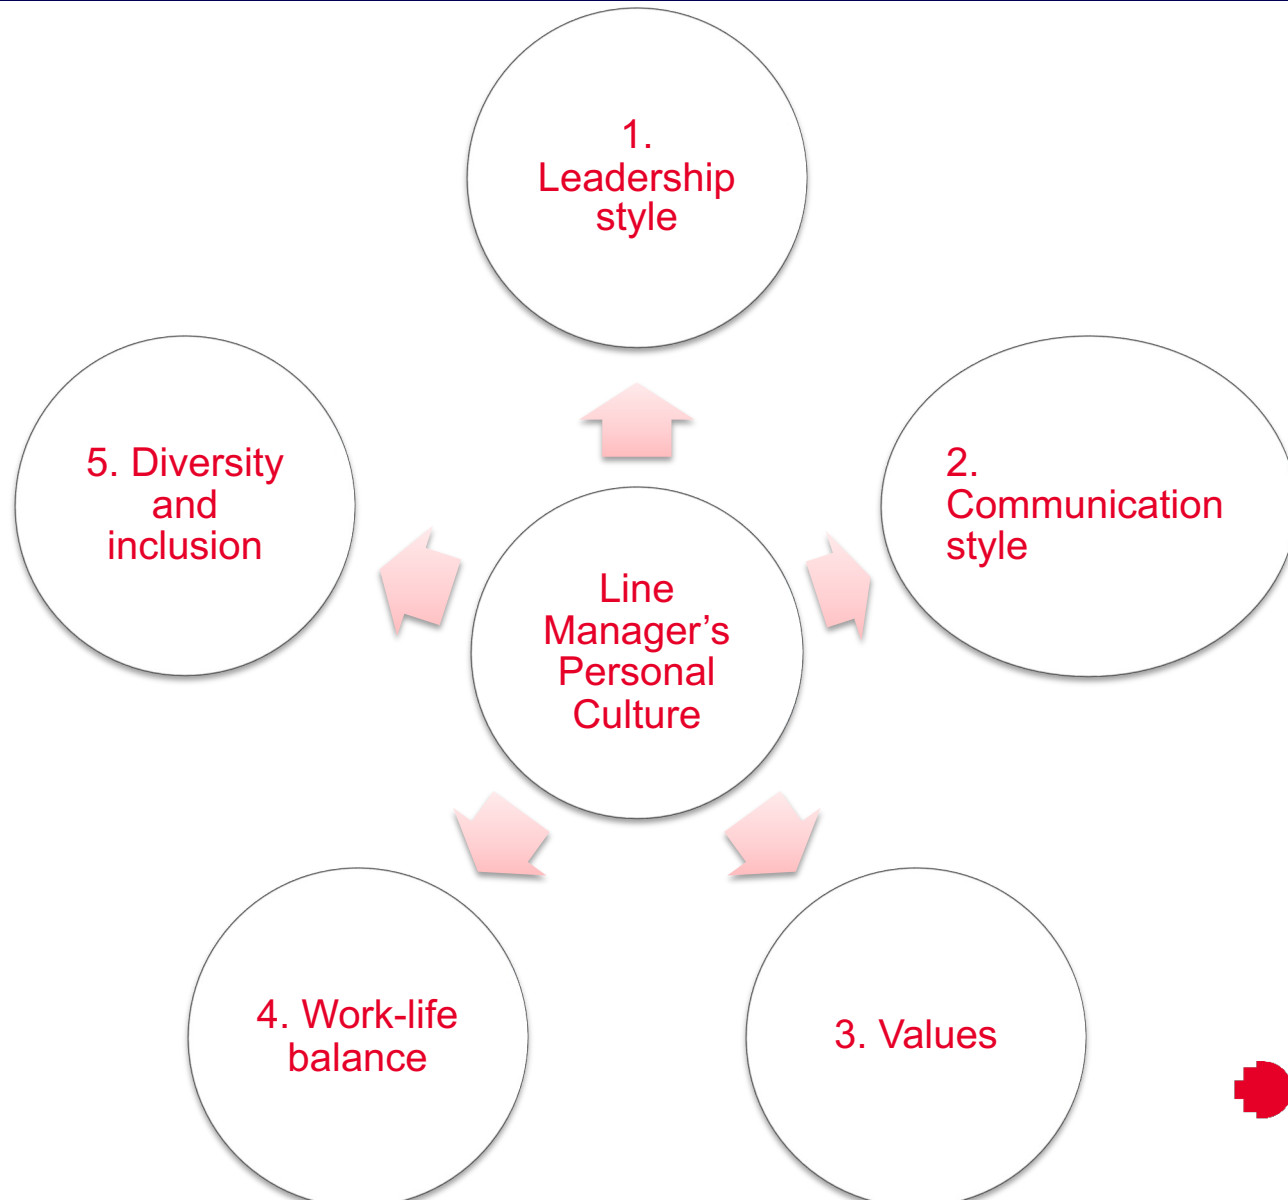 1.
Leadership
style
2.
Communication
style
3. Values
4. Work-life
balance
5. Diversity
and
inclusion
Line
Manager’s
Personal
Culture